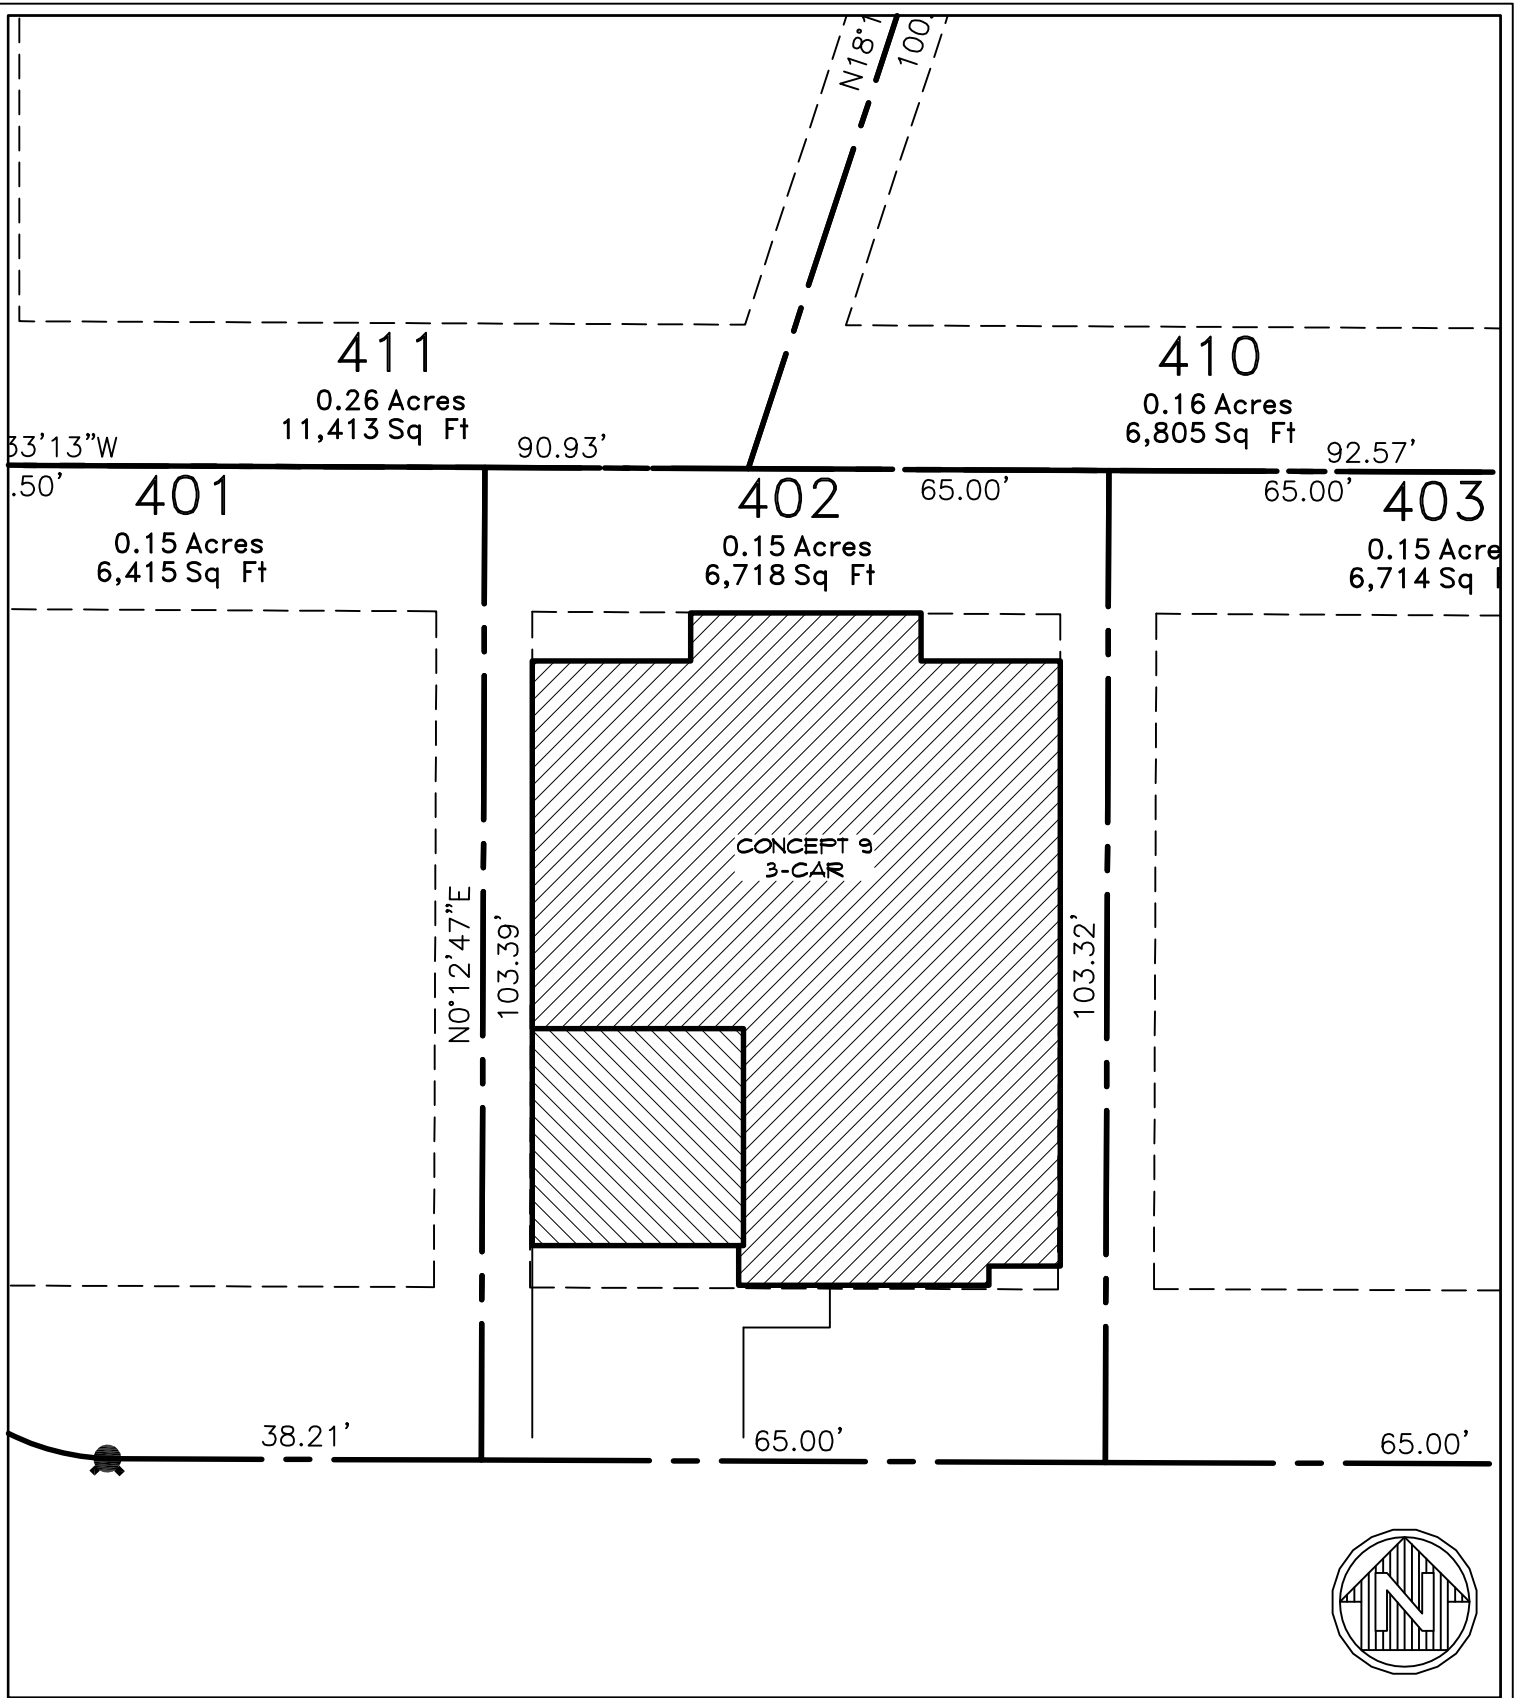 N18°1
100.
411
0.26 Acres
11,413 Sq Ft
410
0.16 Acres
6,805 Sq Ft
33'13"W
90.93'
92.57'
.50'
401
0.15 Acres
6,415 Sq Ft
402
0.15 Acres
6,718 Sq Ft
65.00'
65.00'
403
0.15 Acre
6,714 Sq
CONCEPT 9
3-CAR
N0°12'47"E
103.39'
103.32'
38.21'
65.00'
65.00'
N